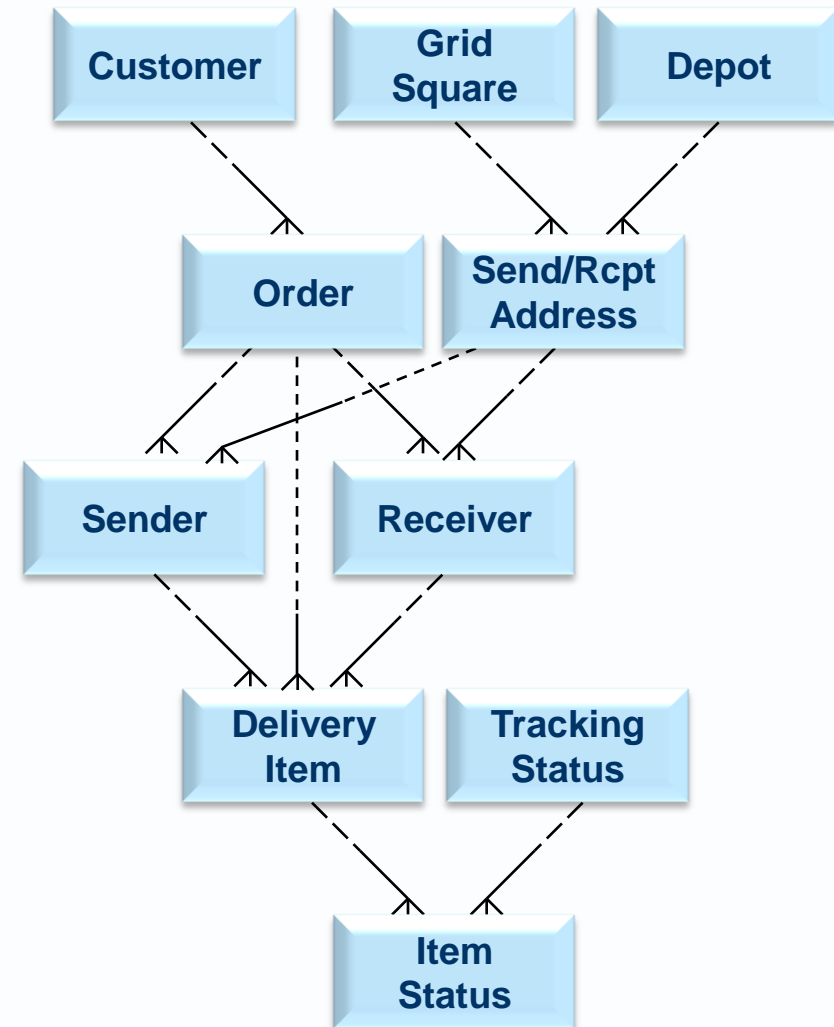 Customer
Grid
Square
Depot
Order
Send/Rcpt
Address
Sender
Receiver
Delivery
Item
Tracking
Status
Item
Status